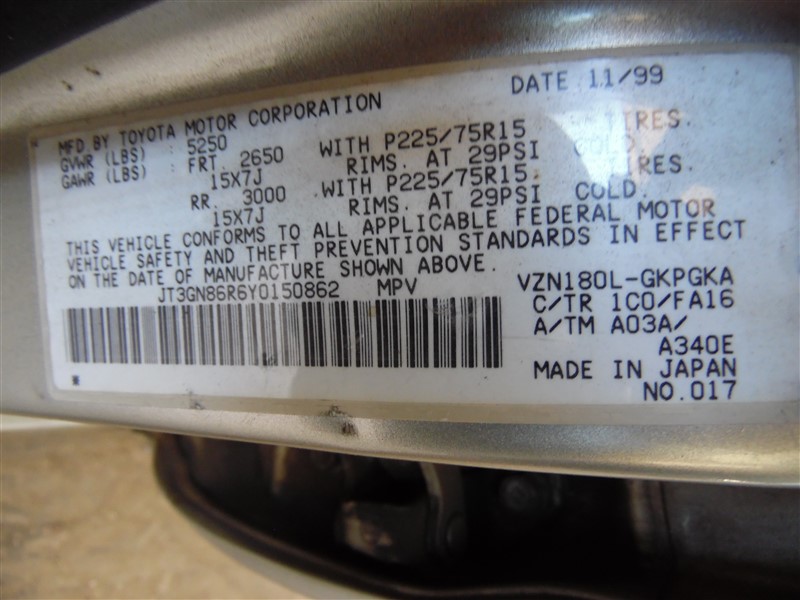 DATE 11/99
MFD BY TOYOTA MOTOR CORPORATION
GVWR (LBS) : 5250
GAWR (LBS) : FRT. 2650 WITH P225/75R15 TIRES.
15X7J RIMS. AT 29PSI COLD.
RR. 3000 WITH P225/75R15 TIRES.
15X7J RIMS. AT 29PSI COLD.
THIS VEHICLE CONFORMS TO ALL APPLICABLE FEDERAL MOTOR
VEHICLE SAFETY AND THEFT PREVENTION STANDARDS IN EFFECT
ON THE DATE OF MANUFACTURE SHOWN ABOVE.
JT3GN86R6Y0150862 MPV VZN180L-GKPGKA
C/TR 1C0/FA16
A/TM A03A/
A340E
MADE IN JAPAN
NO.017